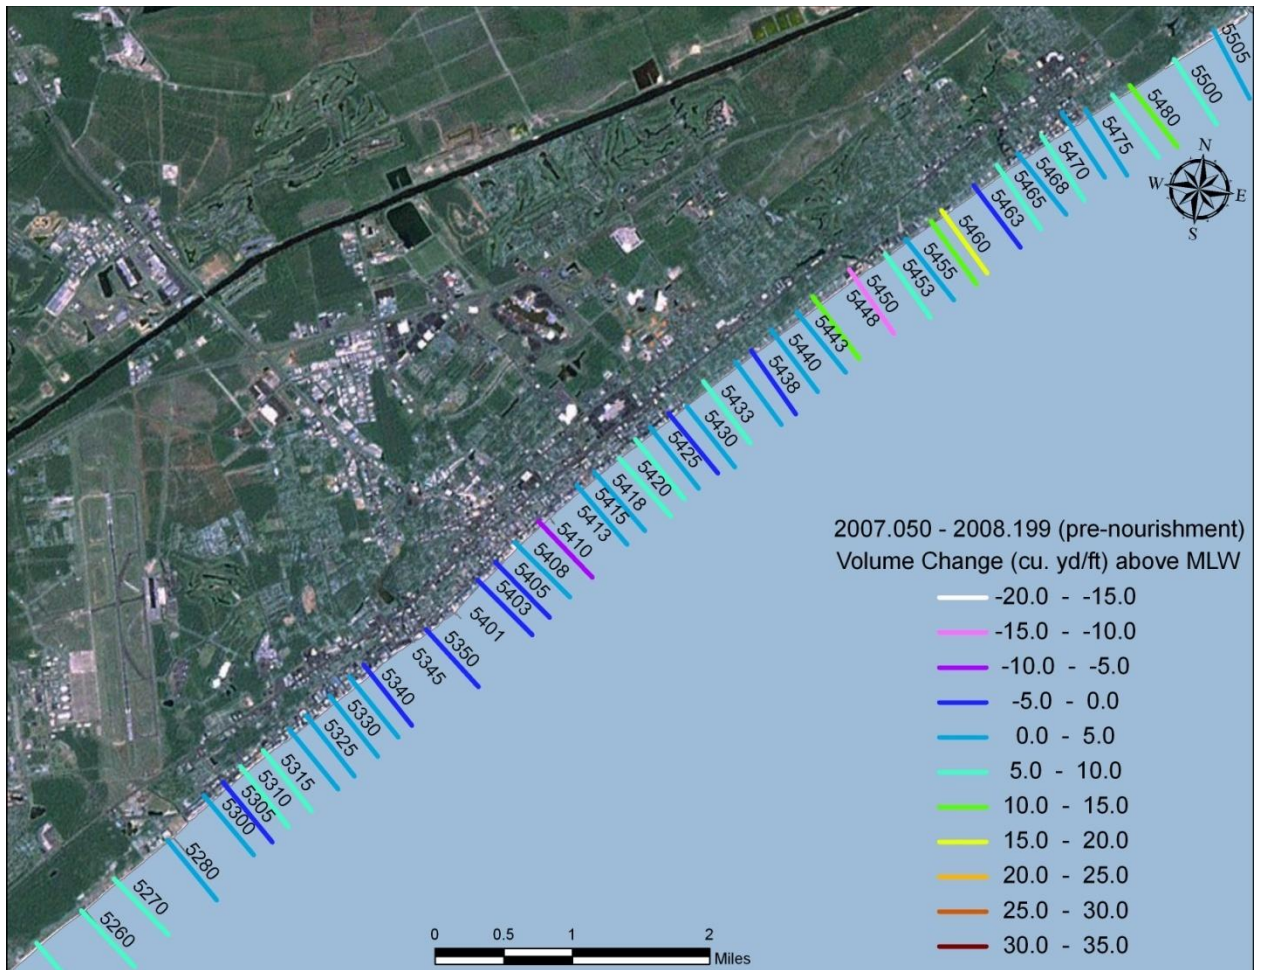 5505
5500
5480
5475
5470
5468
5465
5463
5460
5455
5453
5450
5448
5443
5440
5438
5433
5430
5425
5420
5418
5415
5413
5410
5408
5405
5403
5401
5350
5345
5340
5330
5325
5315
5310
5305
5300
5280
5270
5260
N
W E
S
2007.050 - 2008.199 (pre-nourishment)
Volume Change (cu. yd/ft) above MLW
-20.0 - -15.0
-15.0 - -10.0
-10.0 - -5.0
-5.0 - 0.0
0.0 - 5.0
5.0 - 10.0
10.0 - 15.0
15.0 - 20.0
20.0 - 25.0
25.0 - 30.0
30.0 - 35.0
0 0.5 1 2
Miles